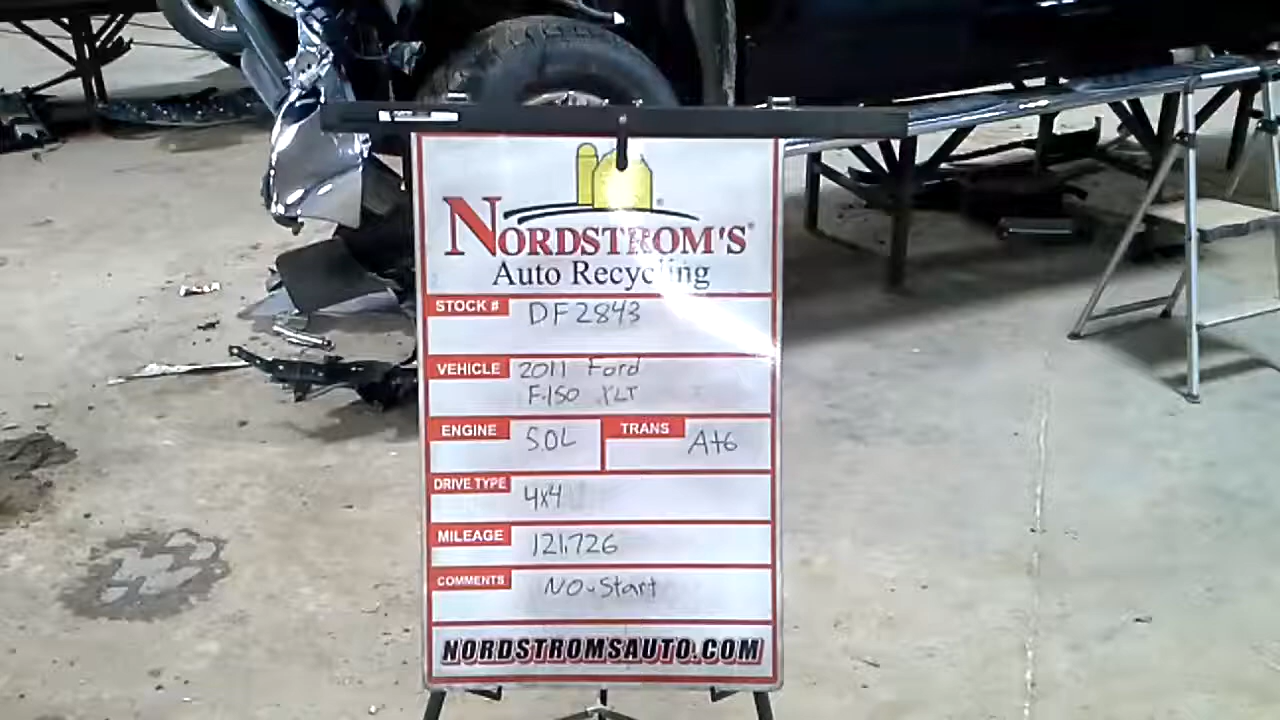 NORDSTROM'S®
Auto Recycling
STOCK # DF2843
VEHICLE 2011 Ford
F-150 XLT
ENGINE 5.0L TRANS At6
DRIVE TYPE 4x4
MILEAGE 121,726
COMMENTS NO-Start
NORDSTROMSAUTO.COM